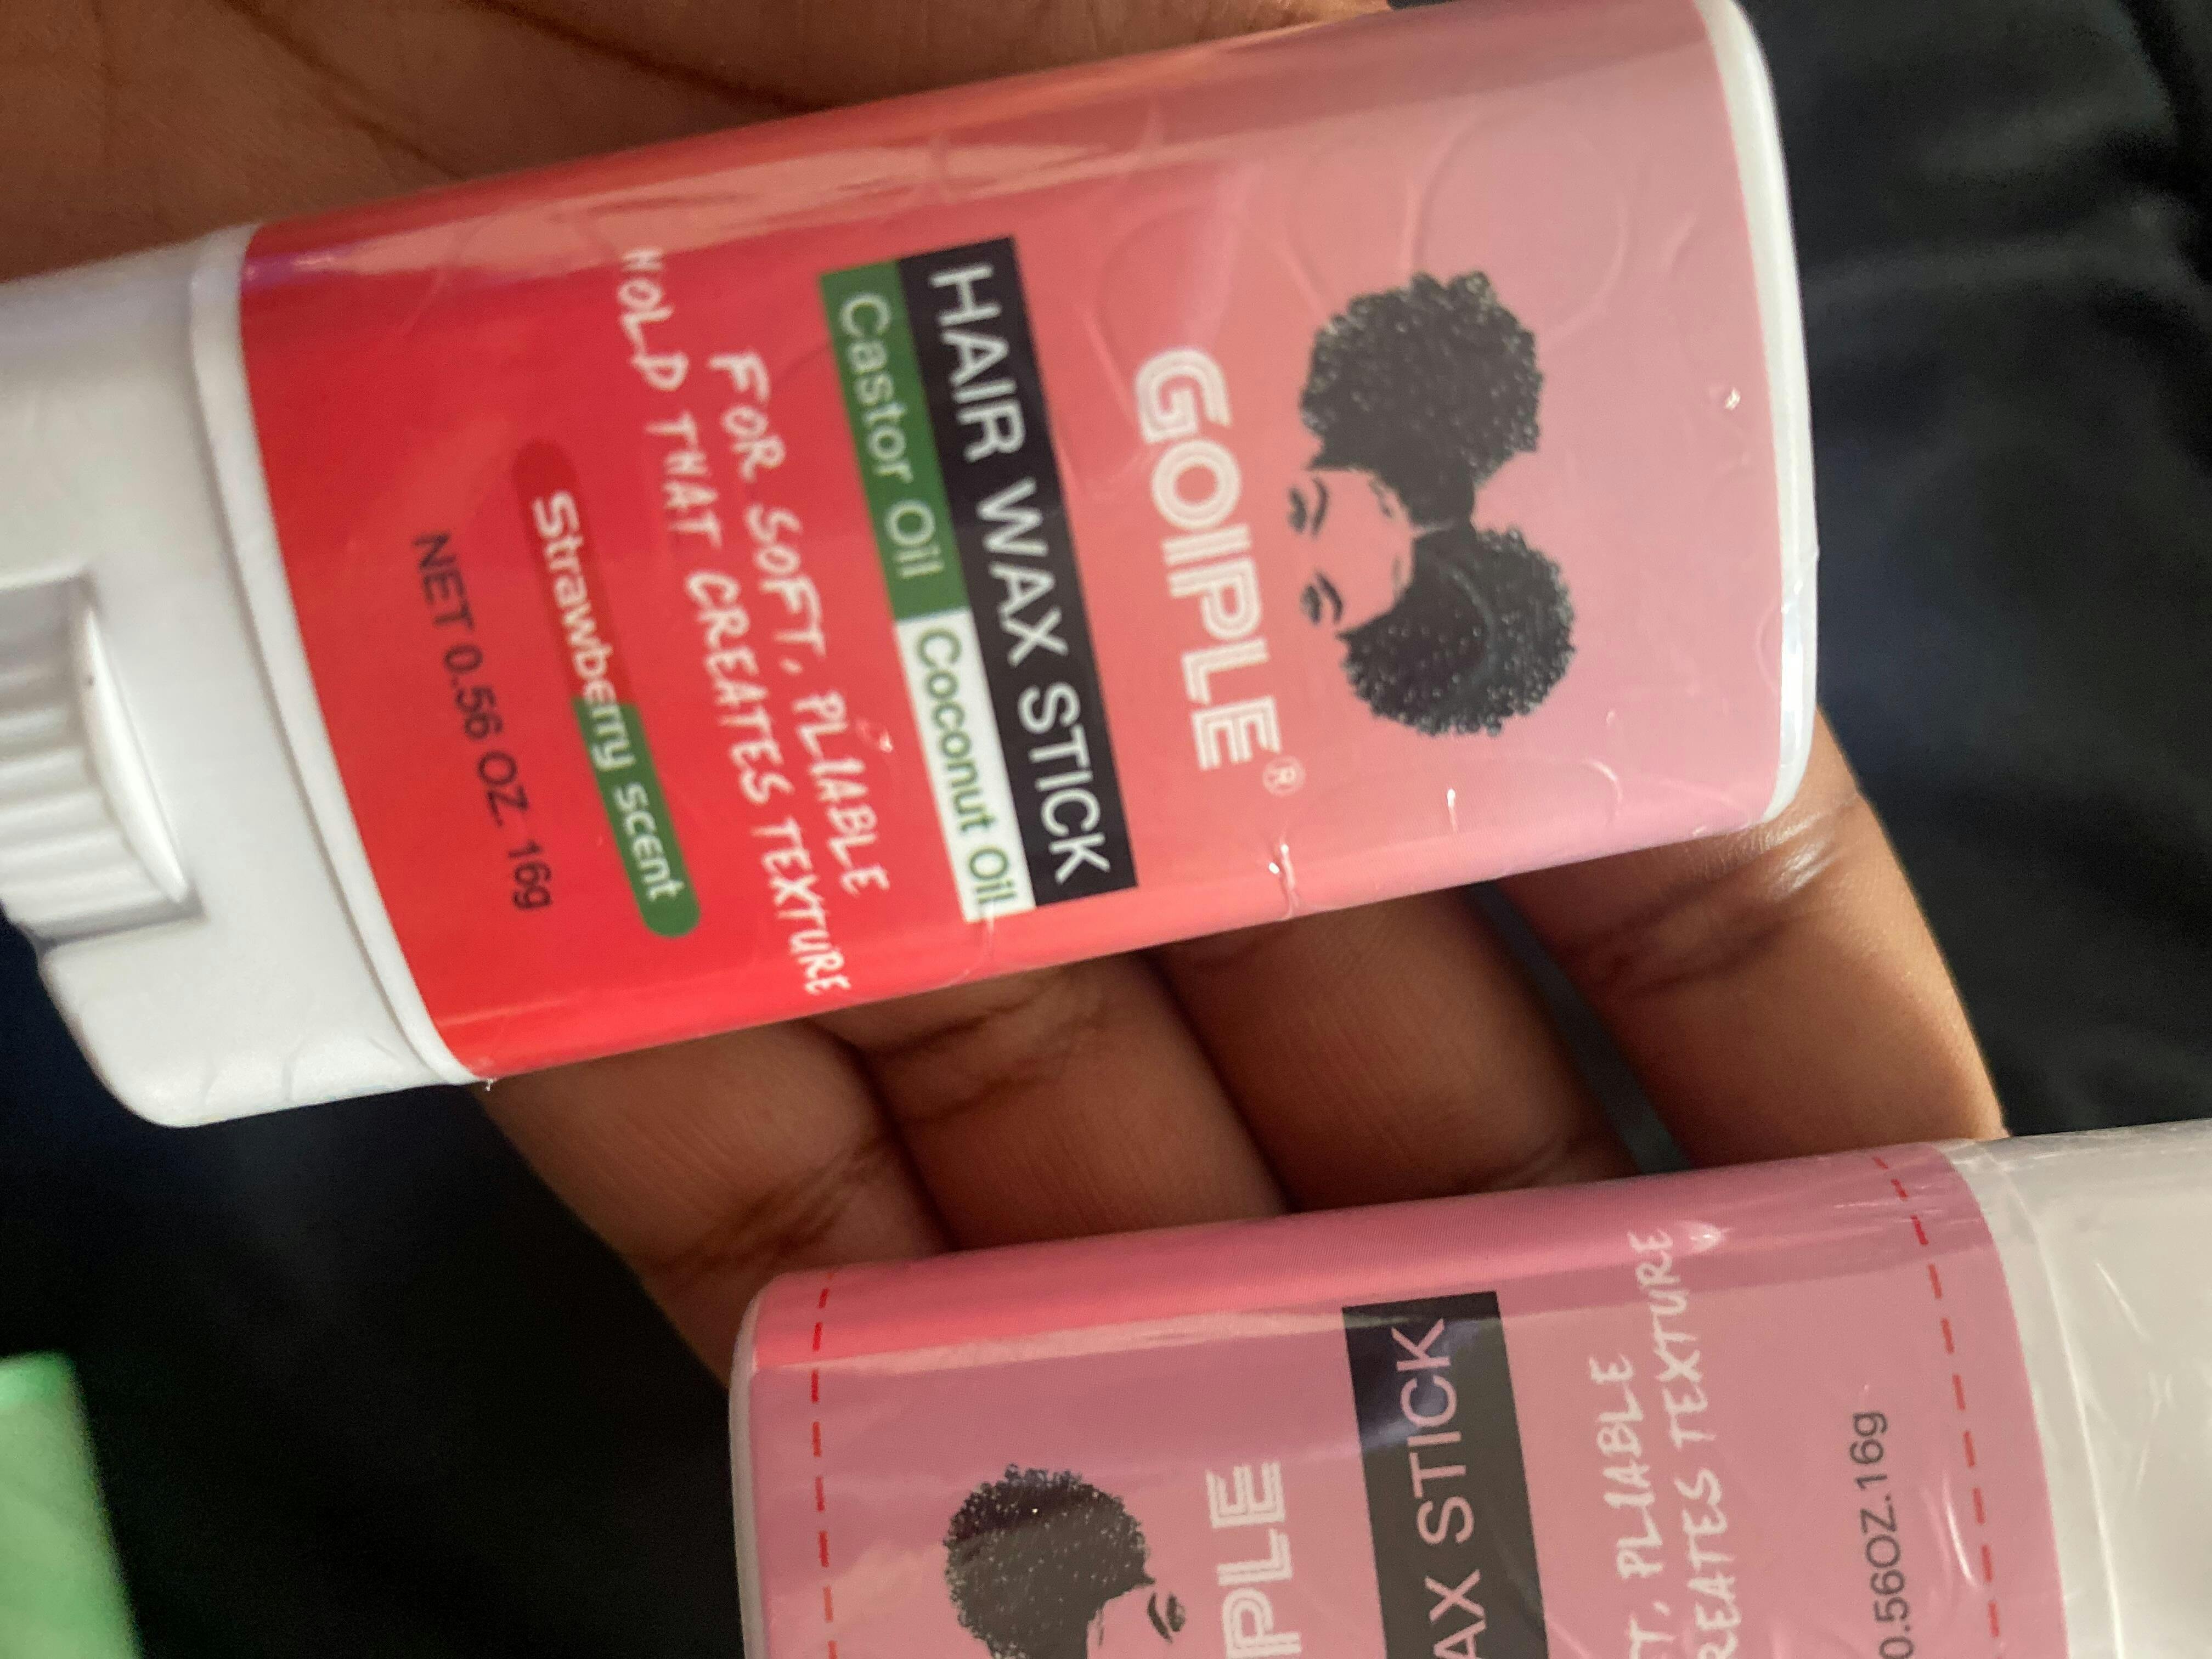 GOIPLE®
HAIR WAX STICK
Castor Oil Coconut Oil
FOR SOFT, PLIABLE
HOLD THAT CREATES TEXTURE
Strawberry scent
NET 0.56 OZ. 16g
PLE
AX STICK
T, PLIABLE
REATES TEXTURE
0.56OZ.16g